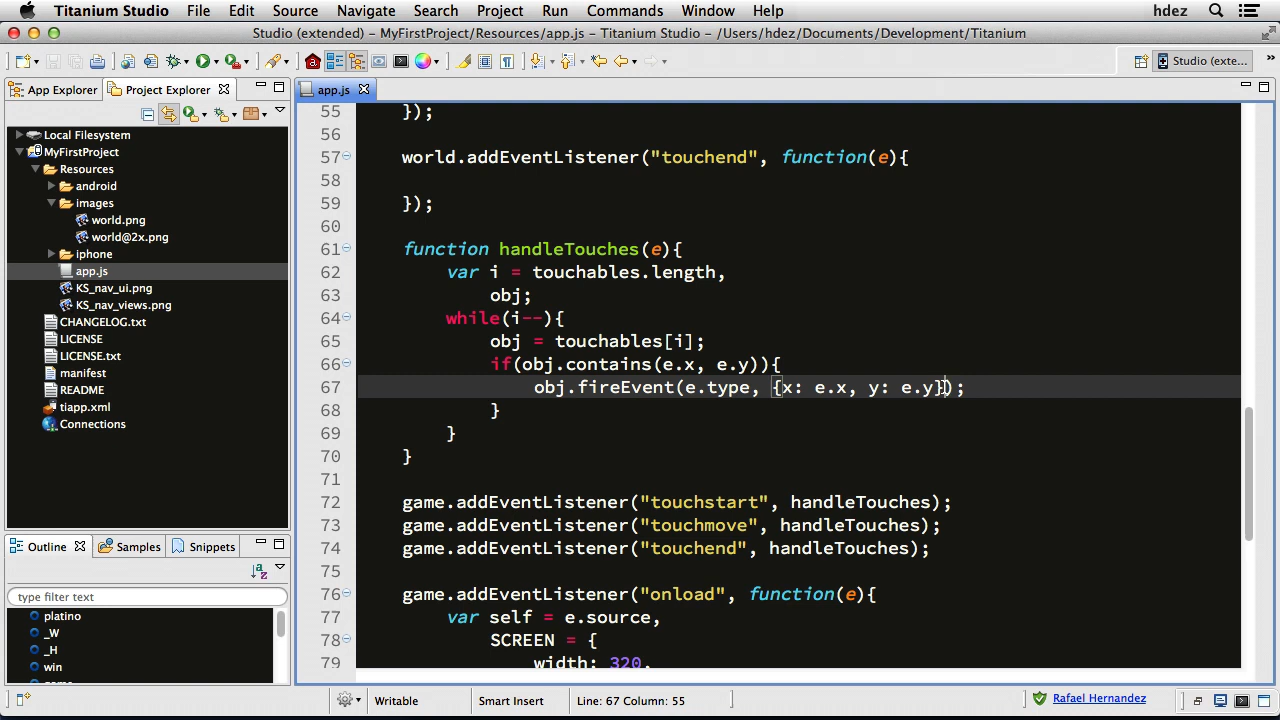 Titanium Studio File Edit Source Navigate Search Project Run Commands Window Help hdez
Studio (extended) - MyFirstProject/Resources/app.js - Titanium Studio - /Users/hdez/Documents/Development/Titanium
Studio (exte... »
App Explorer Project Explorer
app.js
Local Filesystem
MyFirstProject
Resources
android
images
world.png
world@2x.png
iphone
app.js
KS_nav_ui.png
KS_nav_views.png
CHANGELOG.txt
LICENSE
LICENSE.txt
manifest
README
tiapp.xml
Connections
Outline Samples Snippets
type filter text
platino
_W
_H
win
55 });
56
57 world.addEventListener("touchend", function(e){
58
59 });
60
61 function handleTouches(e){
62 var i = touchables.length,
63 obj;
64 while(i--){
65 obj = touchables[i];
66 if(obj.contains(e.x, e.y)){
67 obj.fireEvent(e.type, {x: e.x, y: e.y});
68 }
69 }
70 }
71
72 game.addEventListener("touchstart", handleTouches);
73 game.addEventListener("touchmove", handleTouches);
74 game.addEventListener("touchend", handleTouches);
75
76 game.addEventListener("onload", function(e){
77 var self = e.source,
78 SCREEN = {
79 width: 320,
Writable Smart Insert Line: 67 Column: 55 Rafael Hernandez